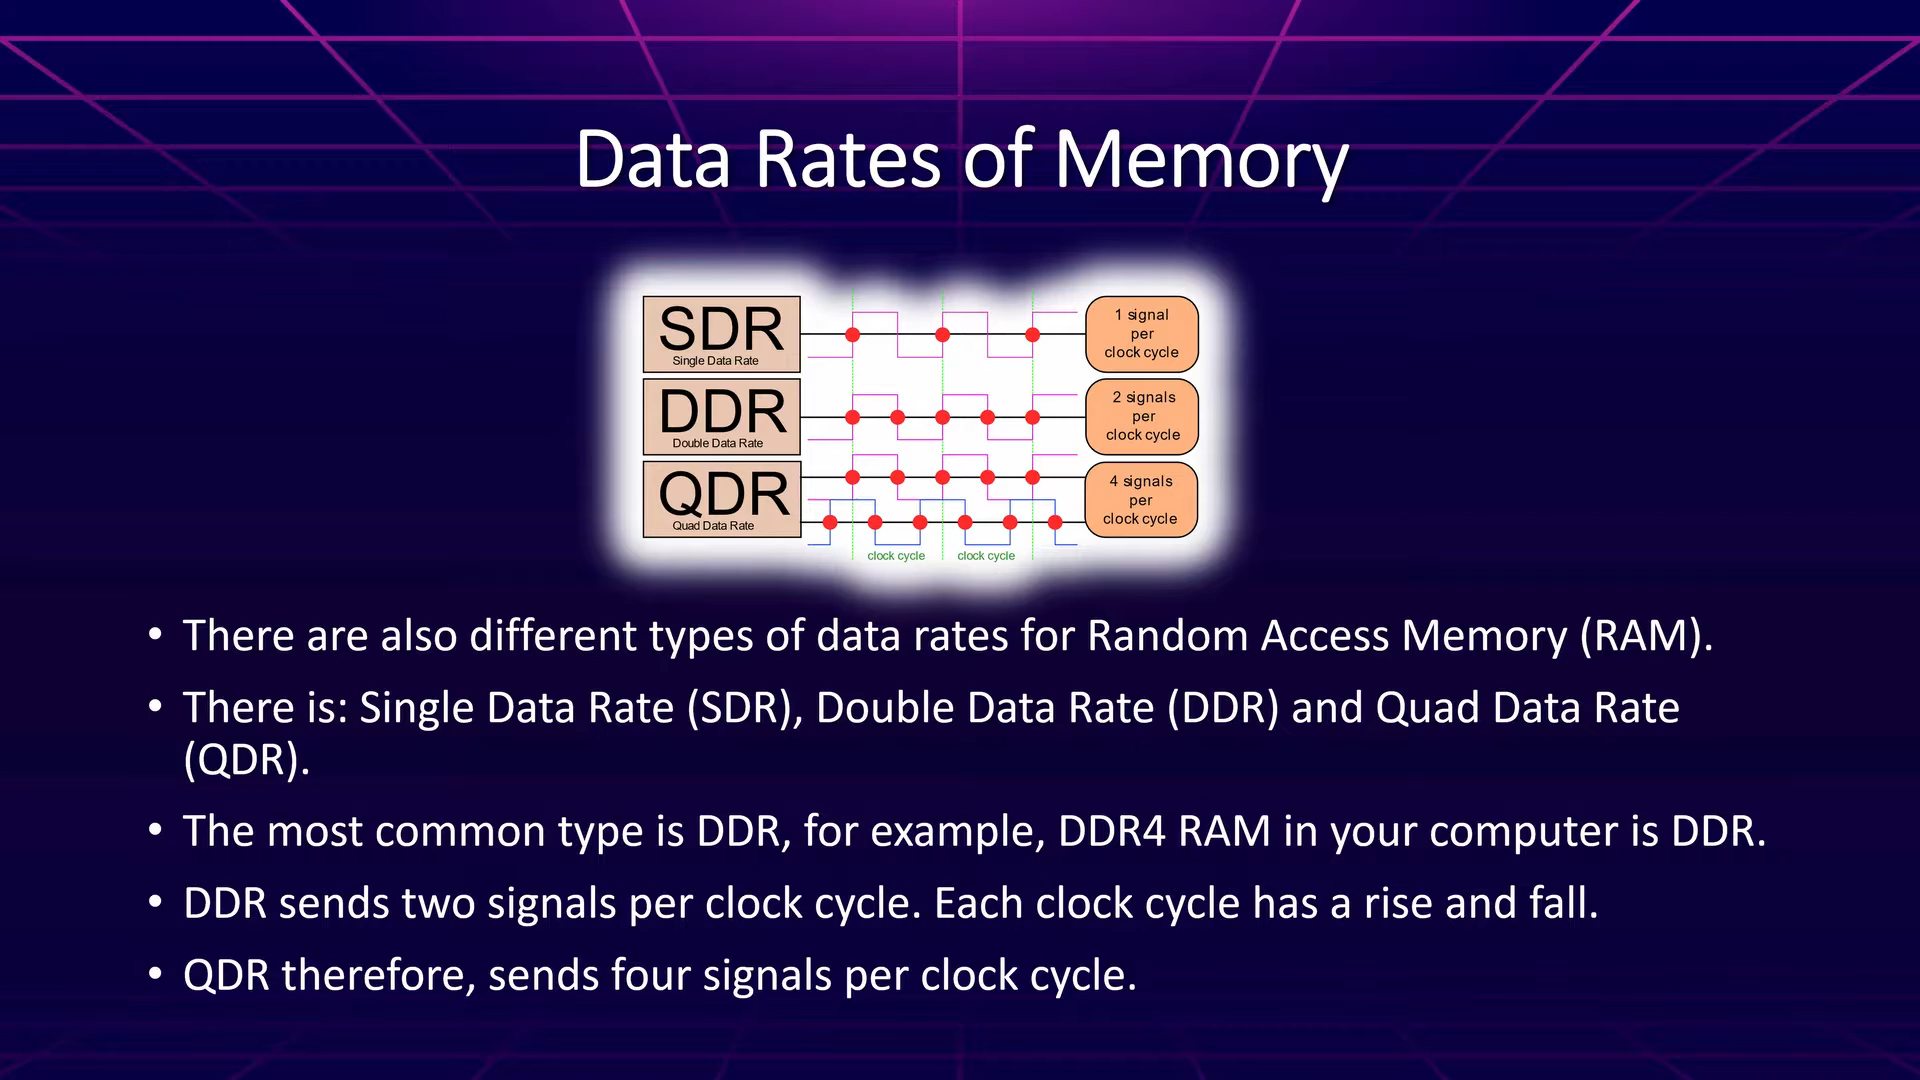 Data Rates of Memory
SDR
Single Data Rate
1 signal
per
clock cycle
DDR
Double Data Rate
2 signals
per
clock cycle
QDR
Quad Data Rate
4 signals
per
clock cycle
clock cycle clock cycle
• There are also different types of data rates for Random Access Memory (RAM).
• There is: Single Data Rate (SDR), Double Data Rate (DDR) and Quad Data Rate
(QDR).
• The most common type is DDR, for example, DDR4 RAM in your computer is DDR.
• DDR sends two signals per clock cycle. Each clock cycle has a rise and fall.
• QDR therefore, sends four signals per clock cycle.